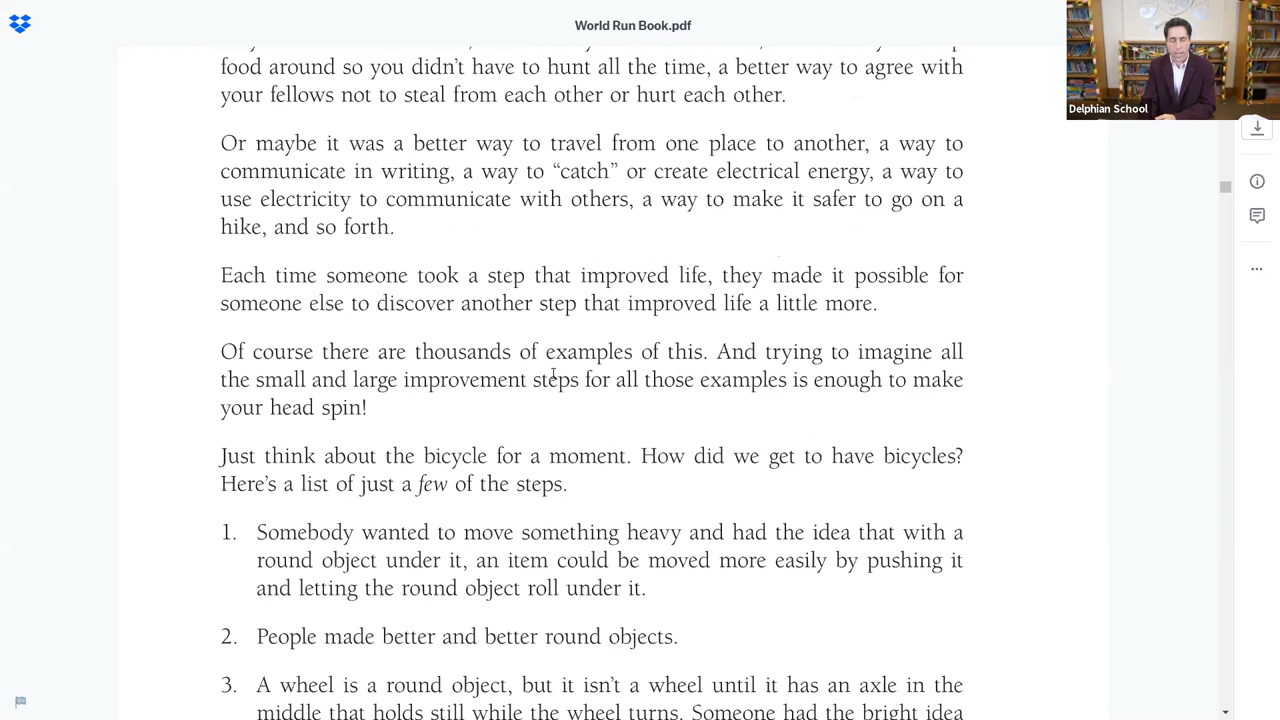 World Run Book.pdf
Delphian School
food around so you didn't have to hunt all the time, a better way to agree with
your fellows not to steal from each other or hurt each other.
Or maybe it was a better way to travel from one place to another, a way to
communicate in writing, a way to “catch” or create electrical energy, a way to
use electricity to communicate with others, a way to make it safer to go on a
hike, and so forth.
Each time someone took a step that improved life, they made it possible for
someone else to discover another step that improved life a little more.
Of course there are thousands of examples of this. And trying to imagine all
the small and large improvement steps for all those examples is enough to make
your head spin!
Just think about the bicycle for a moment. How did we get to have bicycles?
Here's a list of just a few of the steps.
1. Somebody wanted to move something heavy and had the idea that with a
round object under it, an item could be moved more easily by pushing it
and letting the round object roll under it.
2. People made better and better round objects.
3. A wheel is a round object, but it isn't a wheel until it has an axle in the
middle that holds still while the wheel turns. Someone had the bright idea